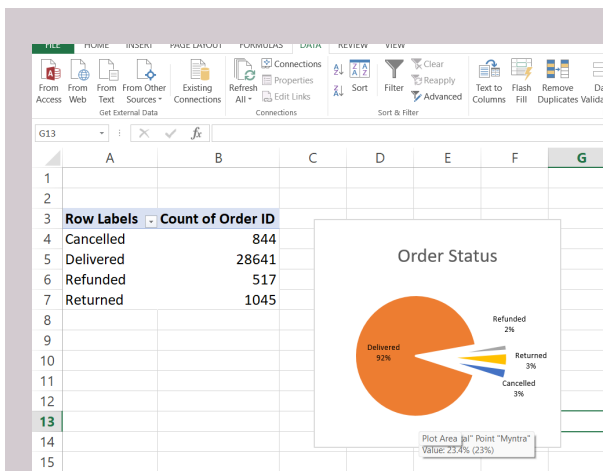 FILE HOME INSERT PAGE LAYOUT FORMULAS DATA REVIEW VIEW
From Access
From Web
From Text
From Other Sources
Existing Connections
Get External Data
Refresh All
Connections
Properties
Edit Links
Connections
Sort
Filter
Clear
Reapply
Advanced
Sort & Filter
Text to Columns
Flash Fill
Remove Duplicates
G13
fx
A B C D E F G
1
2
3 Row Labels Count of Order ID
4 Cancelled 844
5 Delivered 28641
6 Refunded 517
7 Returned 1045
8
9
10
11
12
13
14
15
Order Status
Refunded
2%
Delivered
92%
Returned
3%
Cancelled
3%
Plot Area al" Point "Myntra"
Value: 23.4% (23%)